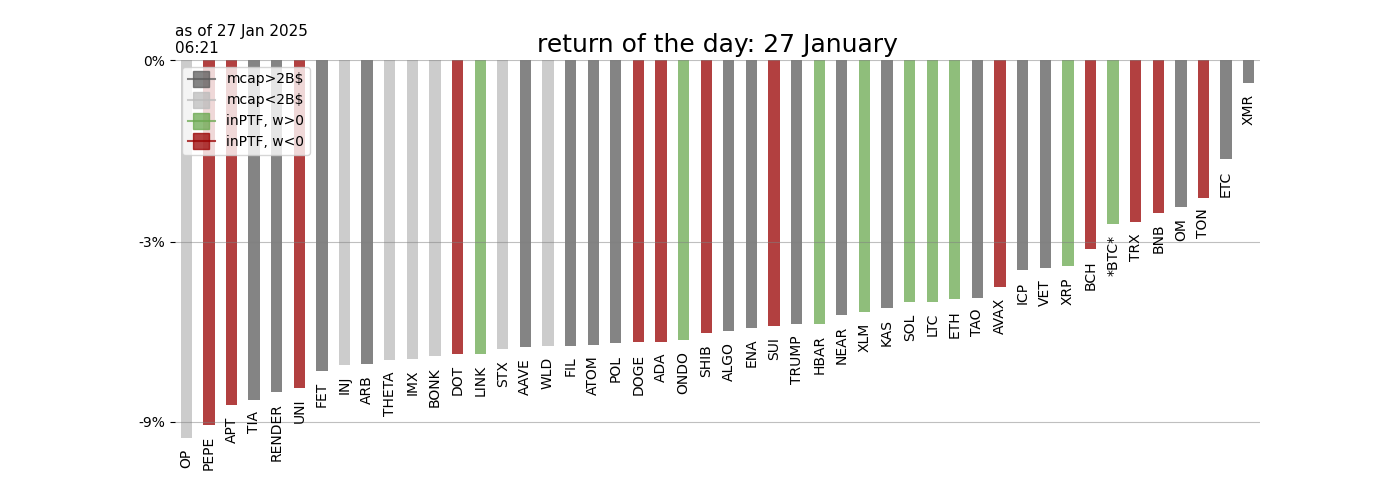 as of 27 Jan 2025
06:21
return of the day: 27 January
0%
-3%
-9%
mcap>2B$
mcap<2B$
inPTF, w>0
inPTF, w<0
OP
PEPE
APT
TIA
RENDER
UNI
FET
INJ
ARB
THETA
IMX
BONK
DOT
LINK
STX
AAVE
WLD
FIL
ATOM
POL
DOGE
ADA
ONDO
SHIB
ALGO
ENA
SUI
TRUMP
HBAR
NEAR
XLM
KAS
SOL
LTC
ETH
TAO
AVAX
ICP
VET
XRP
BCH
*BTC*
TRX
BNB
OM
TON
ETC
XMR